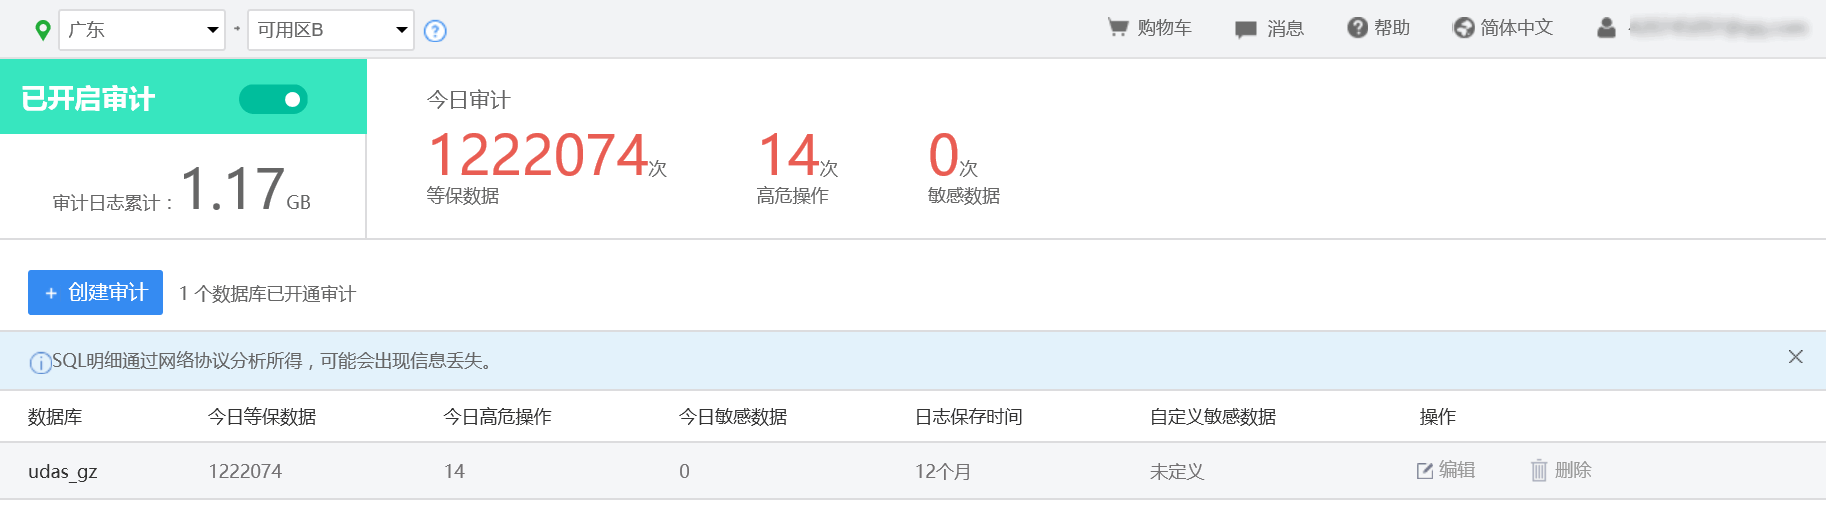 广东 可用区B ? 购物车 消息 帮助 简体中文
已开启审计
今日审计
1222074次 14次 0次
等保数据 高危操作 敏感数据
审计日志累计：1.17GB
+ 创建审计 1 个数据库已开通审计
SQL明细通过网络协议分析所得，可能会出现信息丢失。
数据库 今日等保数据 今日高危操作 今日敏感数据 日志保存时间 自定义敏感数据 操作
udas_gz 1222074 14 0 12个月 未定义 编辑 删除